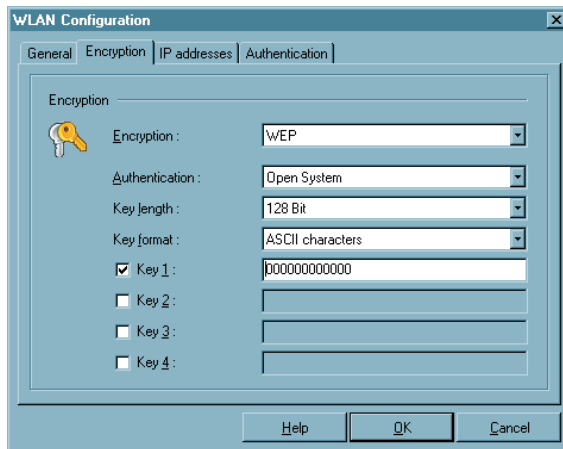 WLAN Configuration
General Encryption IP addresses Authentication
Encryption
Encryption : WEP
Authentication : Open System
Key length : 128 Bit
Key format : ASCII characters
Key 1 : 000000000000
Key 2 :
Key 3 :
Key 4 :
Help OK Cancel